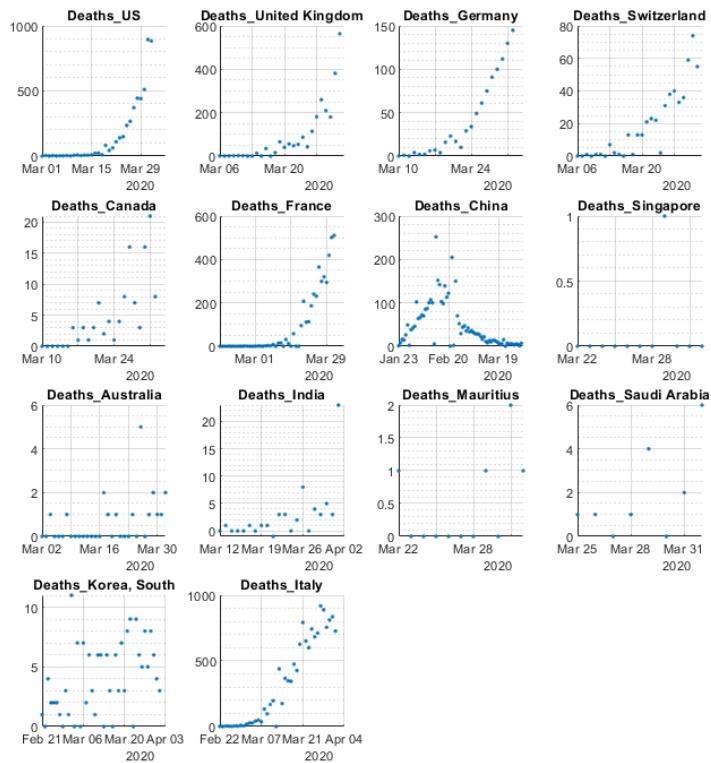 Deaths_US
1000
500
0
Mar 01 Mar 15 Mar 29
2020
Deaths_United Kingdom
600
400
200
0
Mar 06 Mar 20
2020
Deaths_Germany
150
100
50
0
Mar 10 Mar 24
2020
Deaths_Switzerland
80
60
40
20
0
Mar 06 Mar 20
2020
Deaths_Canada
20
15
10
5
0
Mar 10 Mar 24
2020
Deaths_France
600
400
200
0
Mar 01 Mar 29
2020
Deaths_China
300
200
100
0
Jan 23 Feb 20 Mar 19
2020
Deaths_Singapore
1
0.5
0
Mar 22 Mar 28
2020
Deaths_Australia
6
4
2
0
Mar 02 Mar 16 Mar 30
2020
Deaths_India
20
15
10
5
0
Mar 12 Mar 19 Mar 26 Apr 02
2020
Deaths_Mauritius
2
1.5
1
0.5
0
Mar 22 Mar 28
2020
Deaths_Saudi Arabia
6
4
2
0
Mar 25 Mar 28 Mar 31
2020
Deaths_Korea, South
10
5
0
Feb 21 Mar 06 Mar 20 Apr 03
2020
Deaths_Italy
1000
500
0
Feb 22 Mar 07 Mar 21 Apr 04
2020